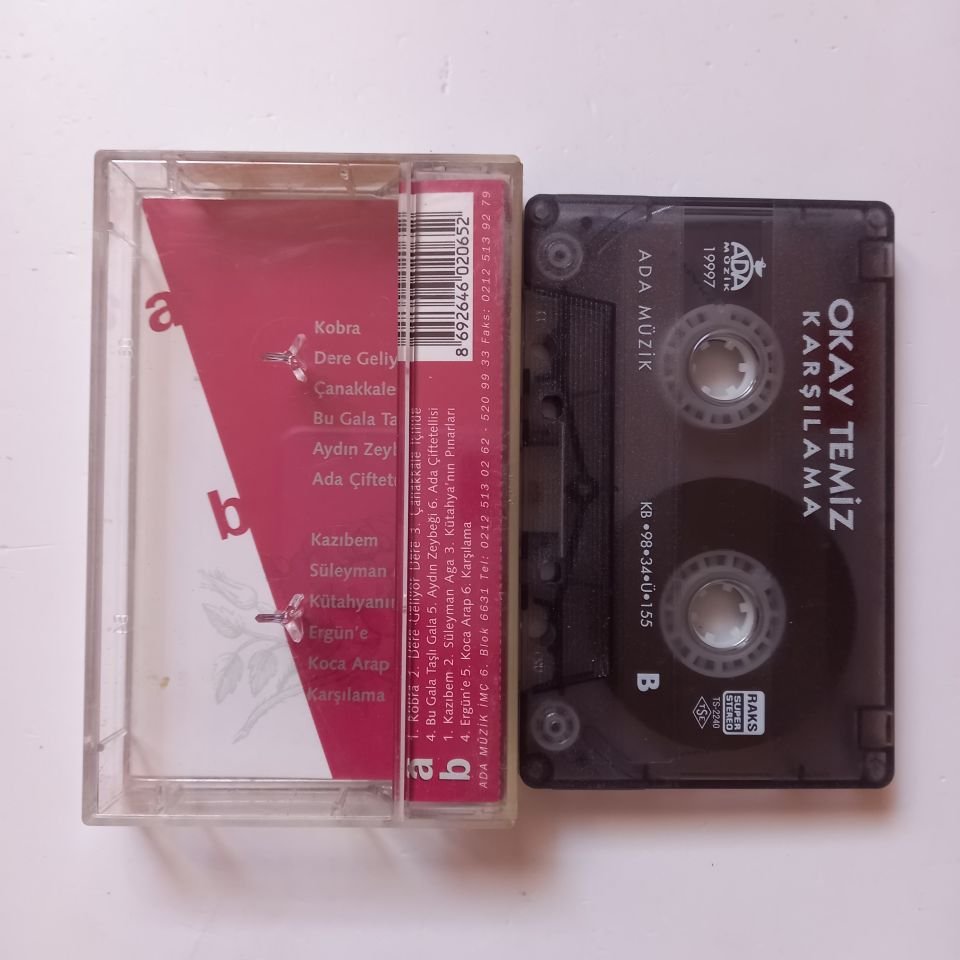 a
Kobra
Dere Geliy
Çanakkale
Bu Gala Ta
Aydın Zeyb
Ada Çiftet
b
Kazıbem
Süleyman
Kütahyanın
Ergün'e
Koca Arap
Karşılama
8 692646 020652
a
1. Kobra 2. Dere Geliyor Dere 3. Çanakkale İçinde
4. Bu Gala Taşlı Gala 5. Aydın Zeybeği 6. Ada Çiftetellisi
b
1. Kazıbem 2. Süleyman Aga 3. Kütahya'nın Pınarları
4. Ergün'e 5. Koca Arap 6. Karşılama
ADA MÜZİK İMÇ 6. Blok 6631 Tel: 0212 513 02 62 - 520 99 33 Faks: 0212 513 92 79
OKAY TEMİZ
KARŞILAMA
ADA
MÜZİK
19997
ADA MÜZİK
KB•98•34•Ü•155
B
RAKS
SUPER
STEREO
TS-2240
TSE